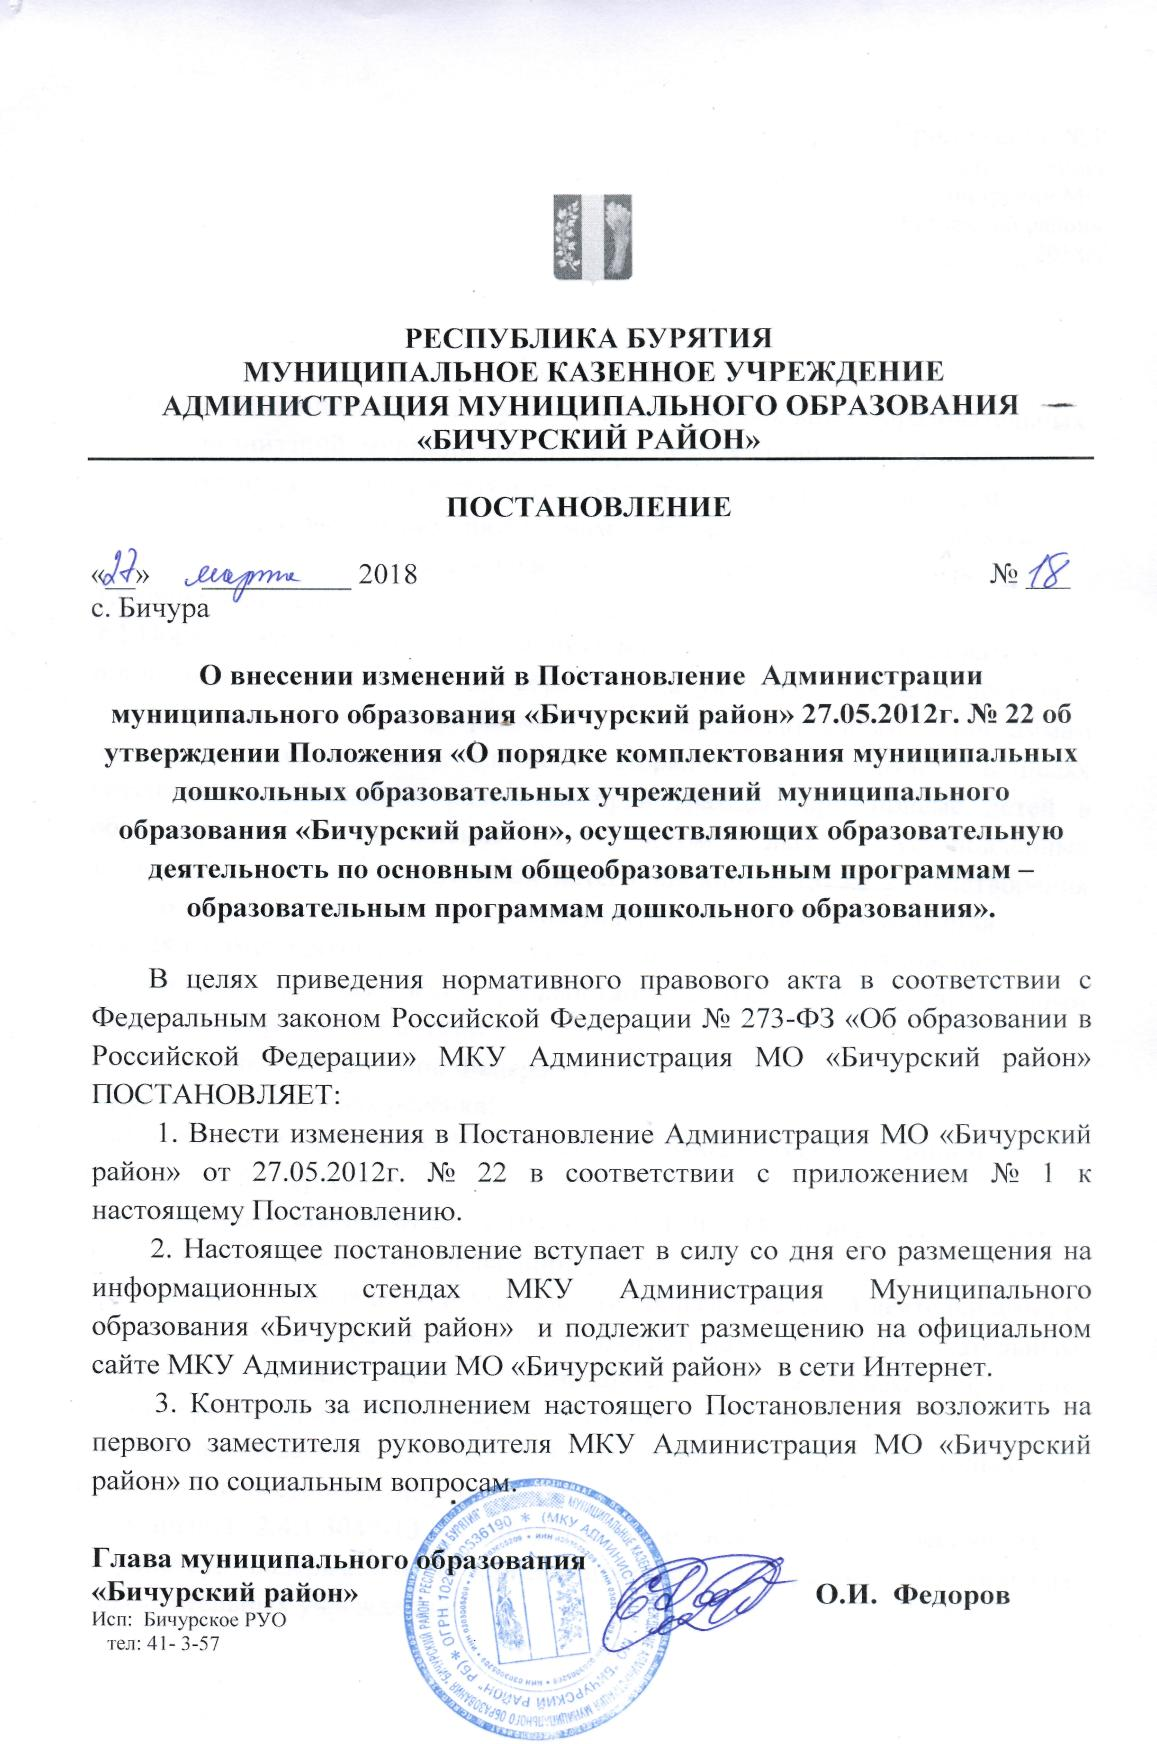 РЕСПУБЛИКА БУРЯТИЯ
МУНИЦИПАЛЬНОЕ КАЗЕННОЕ УЧРЕЖДЕНИЕ
АДМИНИСТРАЦИЯ МУНИЦИПАЛЬНОГО ОБРАЗОВАНИЯ
«БИЧУРСКИЙ РАЙОН»
ПОСТАНОВЛЕНИЕ
«27» марта 2018 № 18
с. Бичура
О внесении изменений в Постановление Администрации
муниципального образования «Бичурский район» 27.05.2012г. № 22 об
утверждении Положения «О порядке комплектования муниципальных
дошкольных образовательных учреждений муниципального
образования «Бичурский район», осуществляющих образовательную
деятельность по основным общеобразовательным программам –
образовательным программам дошкольного образования».
В целях приведения нормативного правового акта в соответствии с
Федеральным законом Российской Федерации № 273-ФЗ «Об образовании в
Российской Федерации» МКУ Администрация МО «Бичурский район»
ПОСТАНОВЛЯЕТ:
1. Внести изменения в Постановление Администрация МО «Бичурский
район» от 27.05.2012г. № 22 в соответствии с приложением № 1 к
настоящему Постановлению.
2. Настоящее постановление вступает в силу со дня его размещения на
информационных стендах МКУ Администрация Муниципального
образования «Бичурский район» и подлежит размещению на официальном
сайте МКУ Администрации МО «Бичурский район» в сети Интернет.
3. Контроль за исполнением настоящего Постановления возложить на
первого заместителя руководителя МКУ Администрация МО «Бичурский
район» по социальным вопросам.
Глава муниципального образования
«Бичурский район» О.И. Федоров
Исп: Бичурское РУО
тел: 41- 3-57